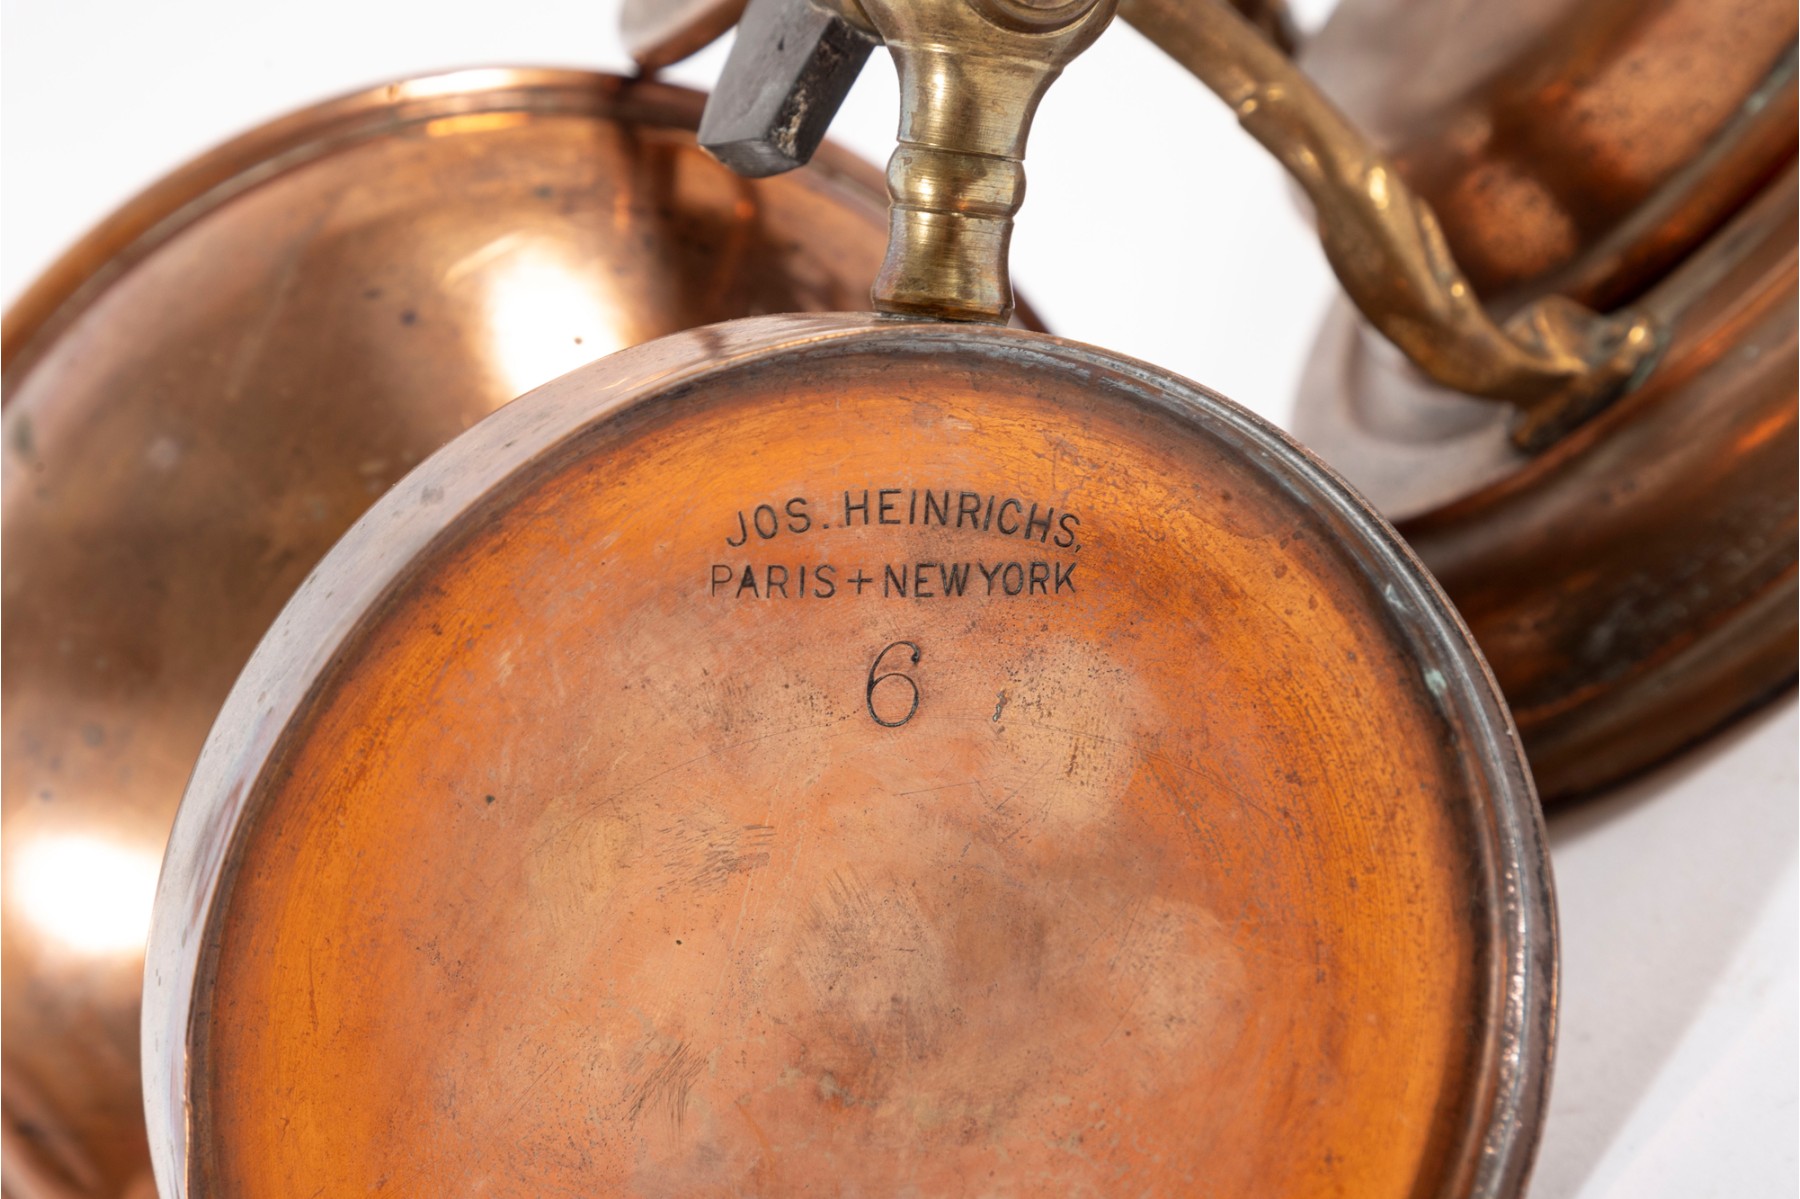 JOS. HEINRICHS,
PARIS + NEW YORK
6